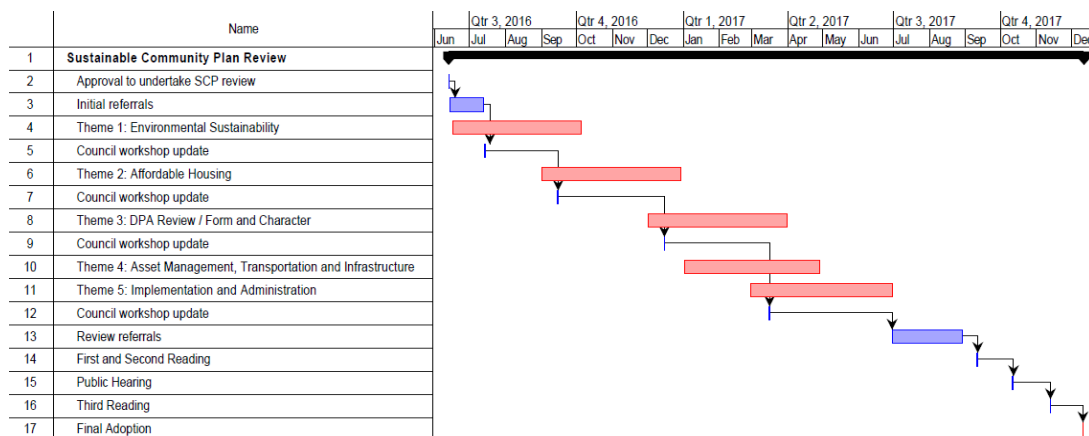 Name
Qtr 3, 2016 Qtr 4, 2016 Qtr 1, 2017 Qtr 2, 2017 Qtr 3, 2017 Qtr 4, 2017
Jun Jul Aug Sep Oct Nov Dec Jan Feb Mar Apr May Jun Jul Aug Sep Oct Nov Dec
1 Sustainable Community Plan Review
2 Approval to undertake SCP review
3 Initial referrals
4 Theme 1: Environmental Sustainability
5 Council workshop update
6 Theme 2: Affordable Housing
7 Council workshop update
8 Theme 3: DPA Review / Form and Character
9 Council workshop update
10 Theme 4: Asset Management, Transportation and Infrastructure
11 Theme 5: Implementation and Administration
12 Council workshop update
13 Review referrals
14 First and Second Reading
15 Public Hearing
16 Third Reading
17 Final Adoption